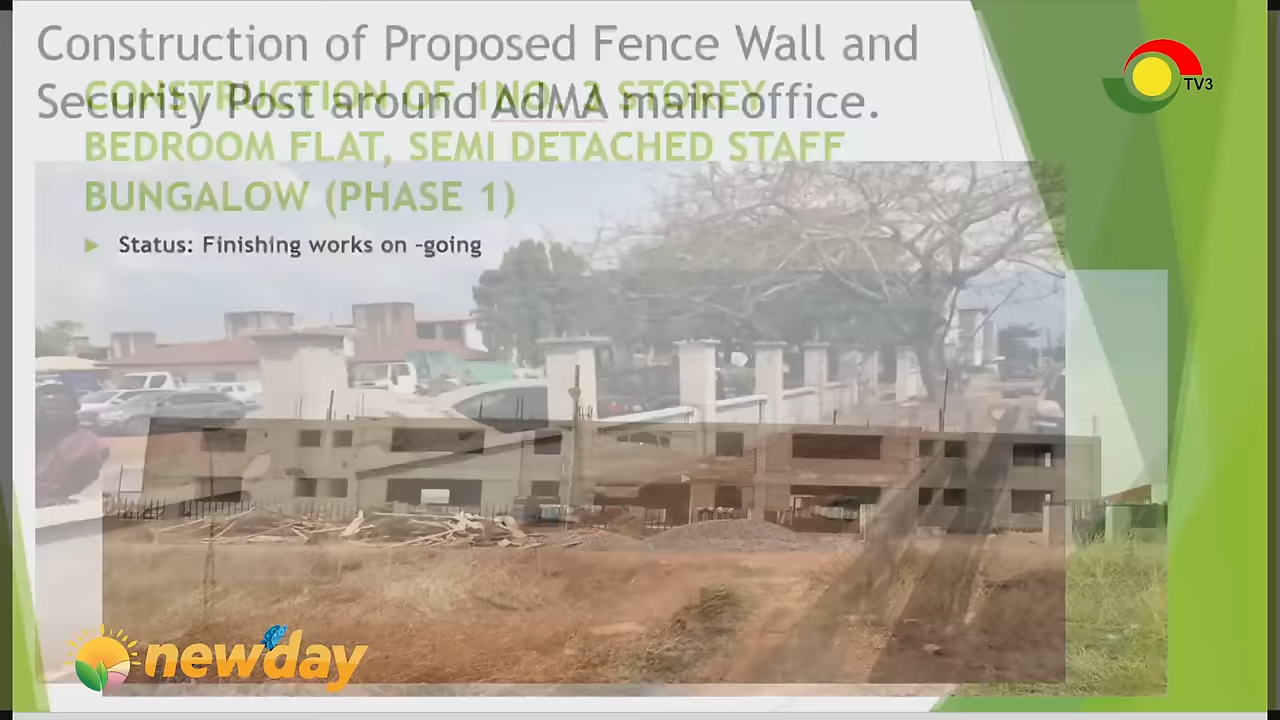 Construction of Proposed Fence Wall and
Security Post around AdMA main office.
CONSTRUCTION OF 1NO. 2 STOREY
BEDROOM FLAT, SEMI DETACHED STAFF
BUNGALOW (PHASE 1)
Status: Finishing works on -going
TV3
newday